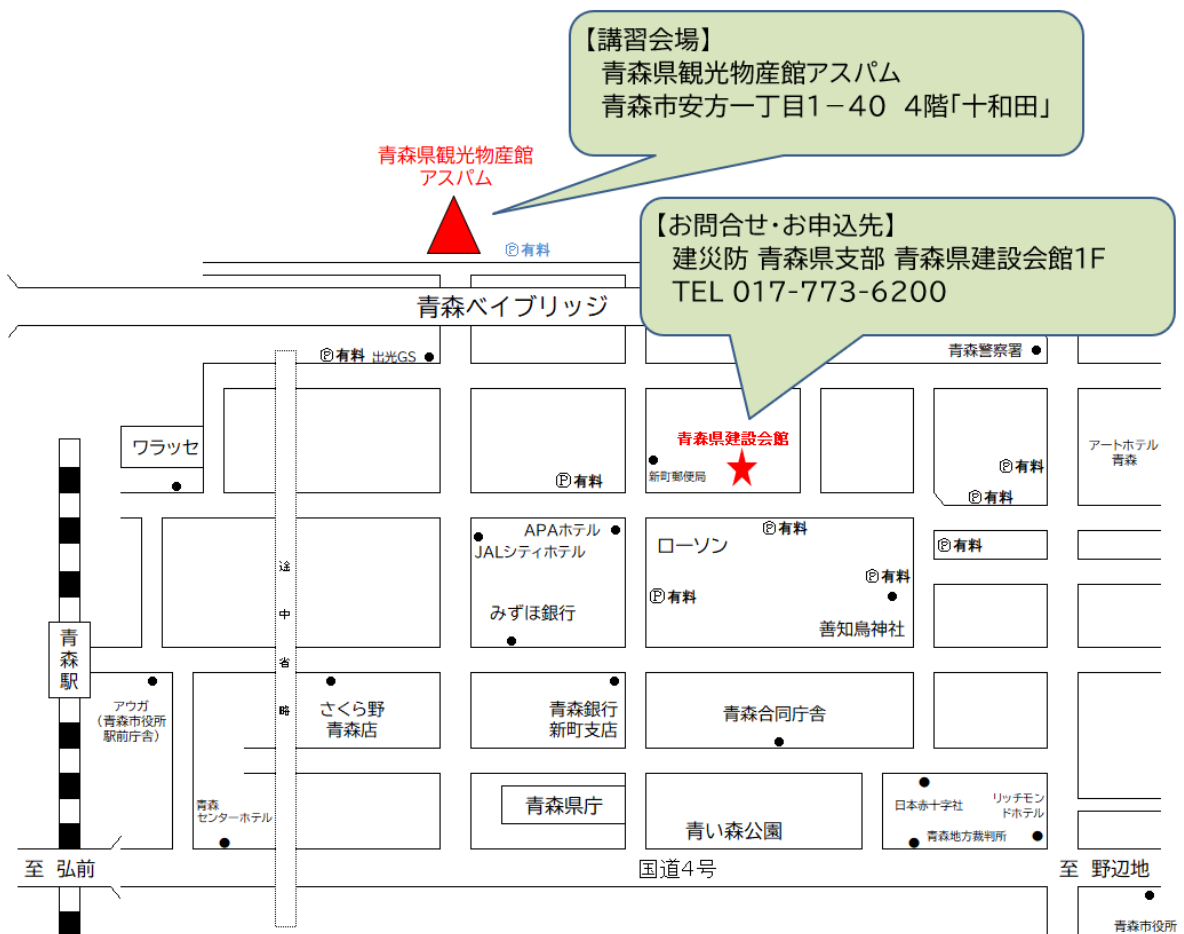 【講習会場】
青森県観光物産館アスパム
青森市安方一丁目1－40 4階「十和田」
青森県観光物産館
アスパム
【お問合せ・お申込先】
建災防 青森県支部 青森県建設会館1F
TEL 017-773-6200
Ⓟ有料
青森ベイブリッジ
Ⓟ有料 出光GS
青森警察署
ワラッセ
青森県建設会館
新町郵便局
Ⓟ有料
Ⓟ有料
Ⓟ有料
アートホテル
青森
APAホテル
JALシティホテル
みずほ銀行
ローソン
Ⓟ有料
Ⓟ有料
Ⓟ有料
善知鳥神社
Ⓟ有料
途中省略
青森駅
アウガ
（青森市役所
駅前庁舎）
さくら野
青森店
青森銀行
新町支店
青森合同庁舎
青森
センターホテル
青森県庁
青い森公園
日本赤十字社
リッチモン
ドホテル
青森地方裁判所
至 弘前
国道4号
至 野辺地
青森市役所